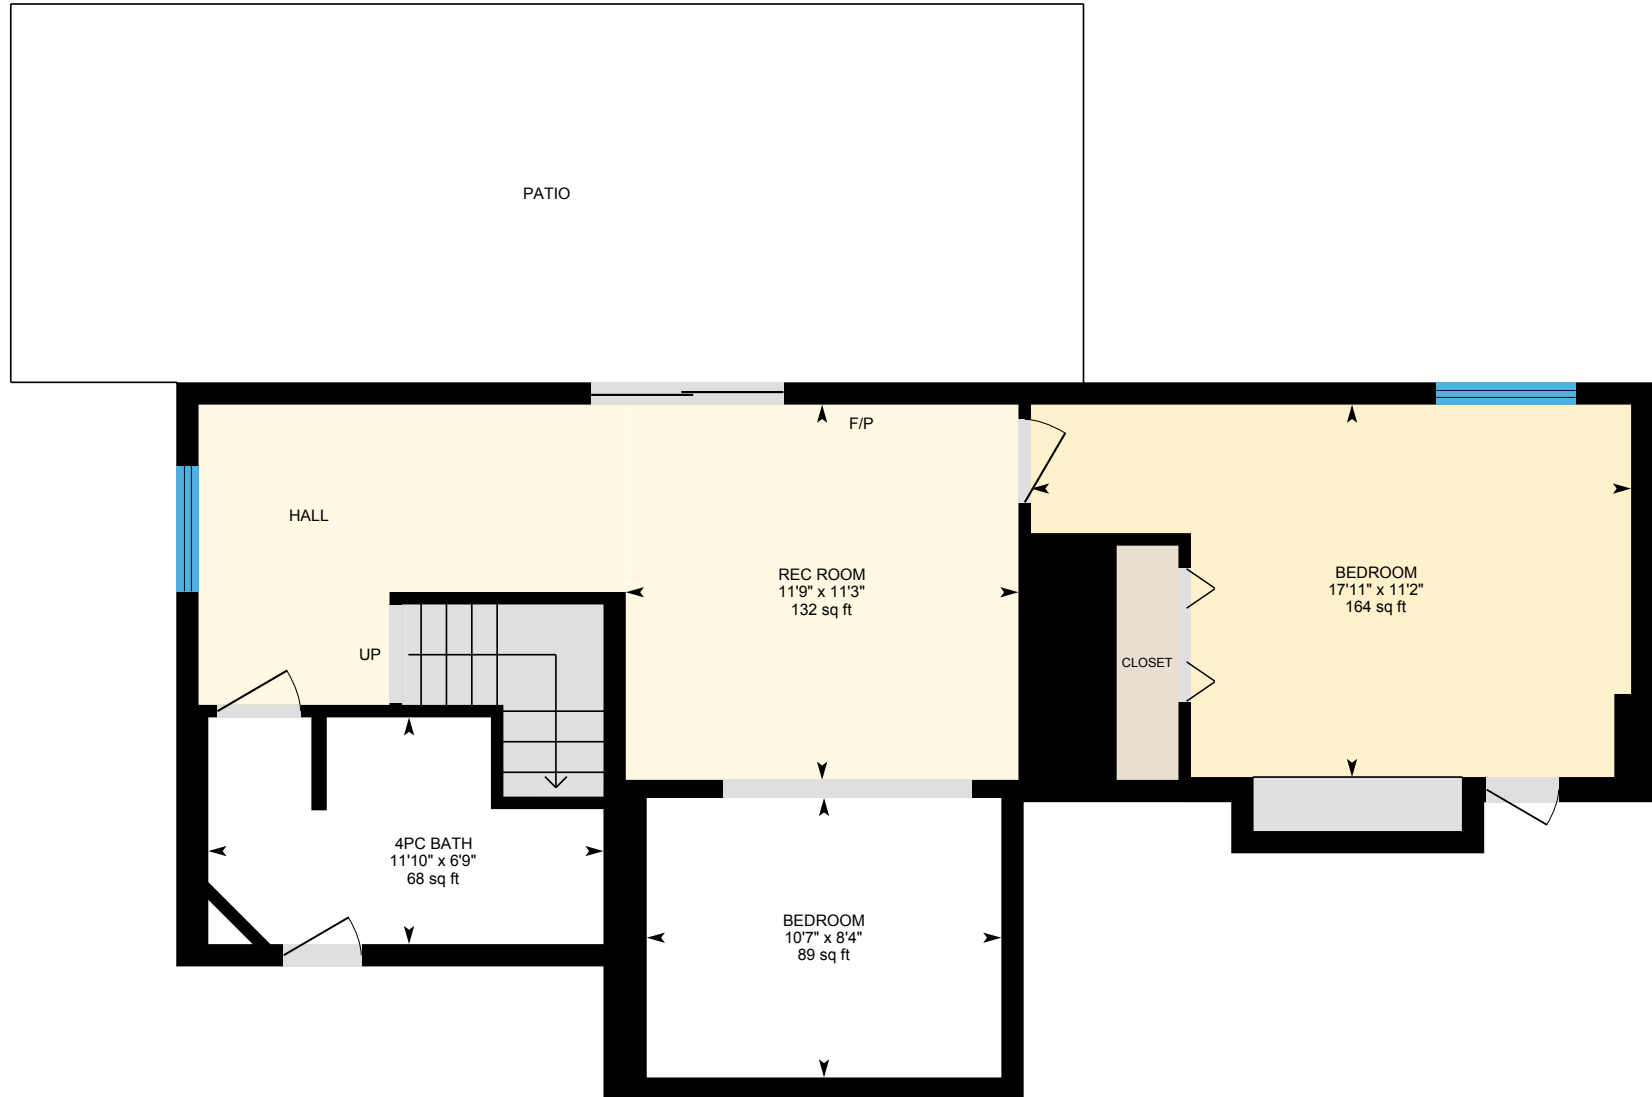 PATIO
F/P
HALL
REC ROOM
11'9" x 11'3"
132 sq ft
BEDROOM
17'11" x 11'2"
164 sq ft
UP
CLOSET
4PC BATH
11'10" x 6'9"
68 sq ft
BEDROOM
10'7" x 8'4"
89 sq ft